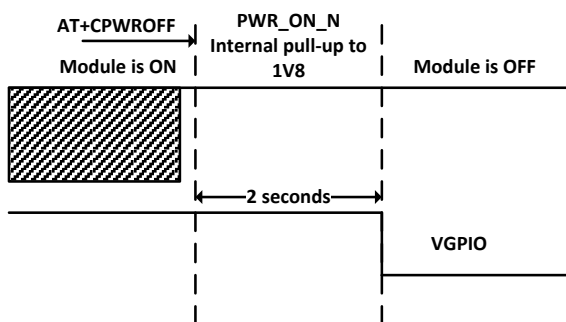 AT+CPWROFF
PWR_ON_N
Internal pull-up to
1V8
Module is ON
Module is OFF
2 seconds
VGPIO